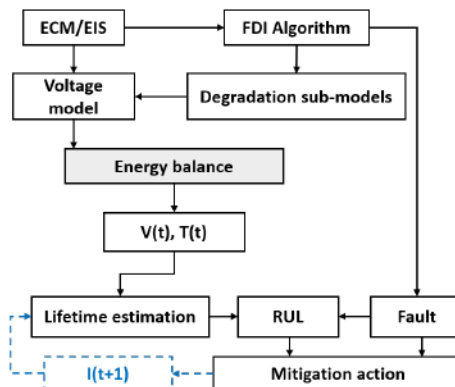 ECM/EIS
FDI Algorithm
Voltage
model
Degradation sub-models
Energy balance
V(t), T(t)
Lifetime estimation
RUL
Fault
I(t+1)
Mitigation action